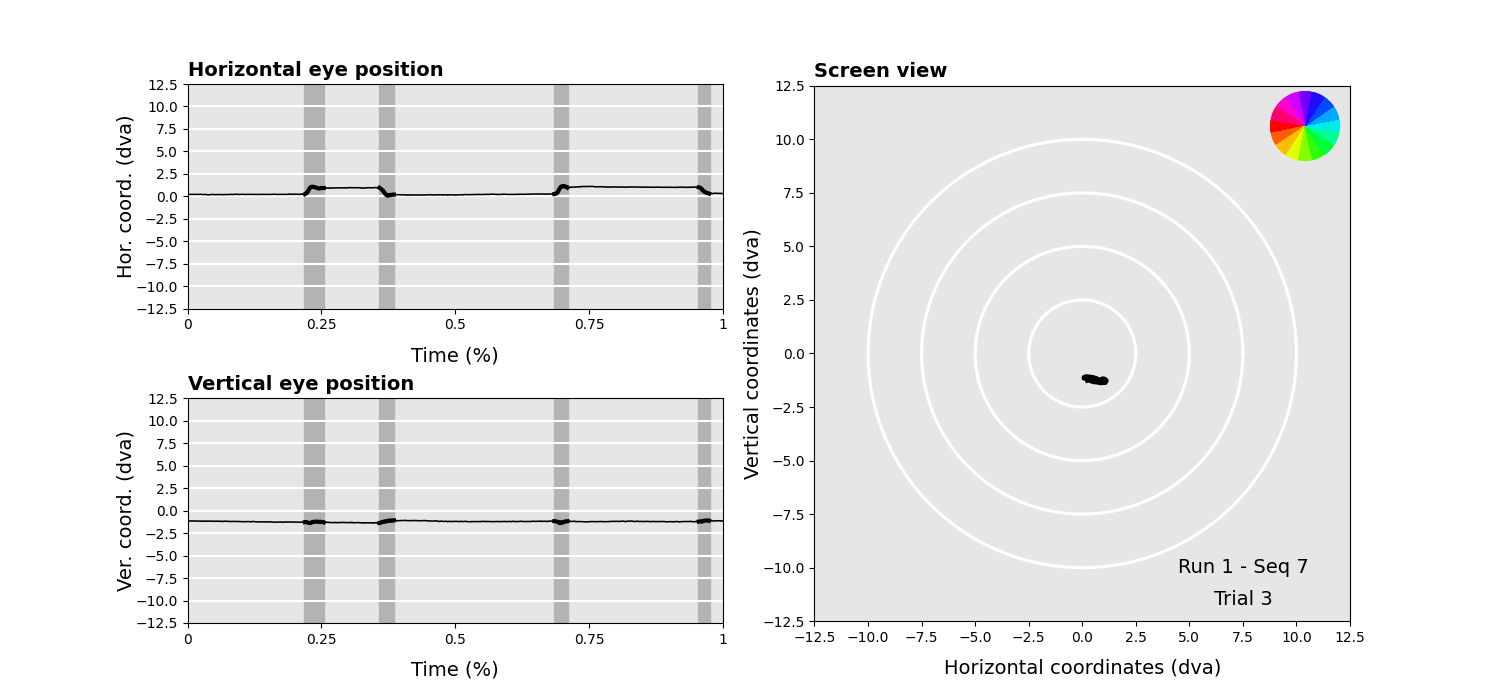 Horizontal eye position
Hor. coord. (dva)
12.5
10.0
7.5
5.0
2.5
0.0
−2.5
−5.0
−7.5
−10.0
−12.5
0 0.25 0.5 0.75 1
Time (%)
Vertical eye position
Ver. coord. (dva)
12.5
10.0
7.5
5.0
2.5
0.0
−2.5
−5.0
−7.5
−10.0
−12.5
0 0.25 0.5 0.75 1
Time (%)
Screen view
Vertical coordinates (dva)
12.5
10.0
7.5
5.0
2.5
0.0
−2.5
−5.0
−7.5
−10.0
−12.5
Run 1 - Seq 7
Trial 3
−12.5 −10.0 −7.5 −5.0 −2.5 0.0 2.5 5.0 7.5 10.0 12.5
Horizontal coordinates (dva)